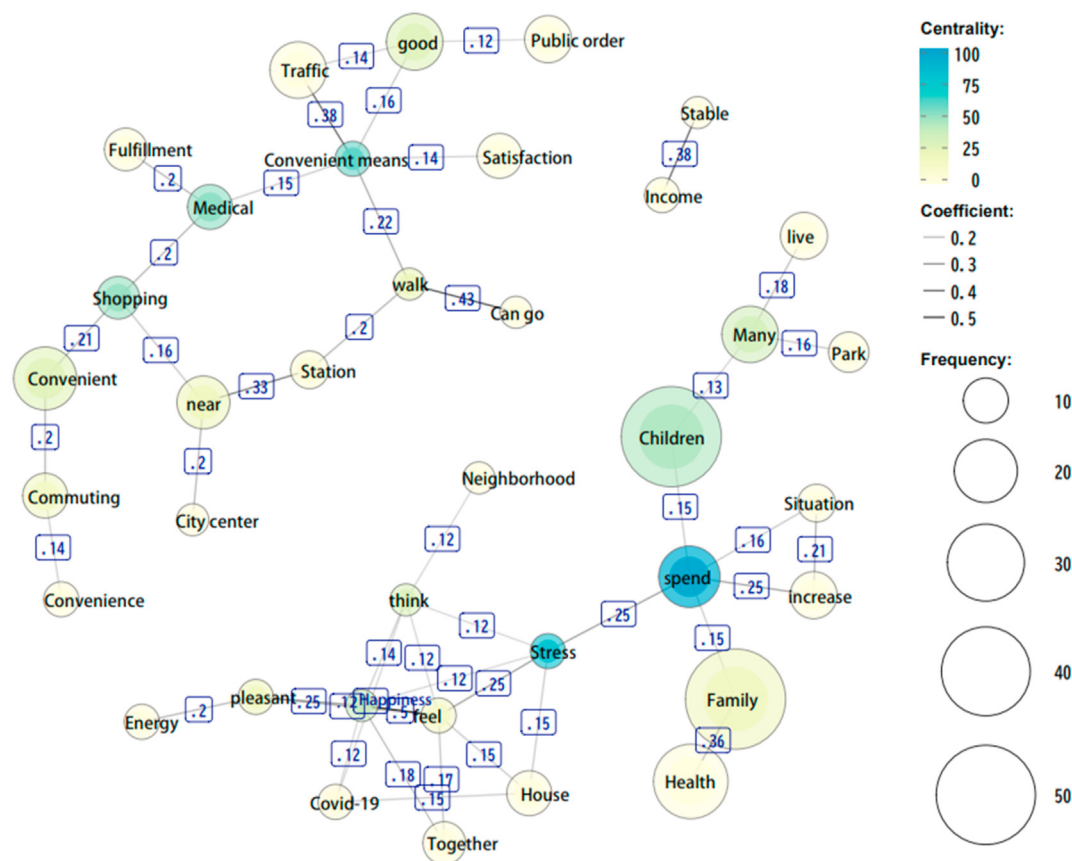 good
.12
Public order
Traffic
.14
.38
.16
Convenient means
.14
Satisfaction
Fulfillment
.2
.15
Medical
.22
.2
walk
.43
Can go
Shopping
.21
.16
.2
Station
Convenient
near
.33
.2
.2
Commuting
City center
.14
Convenience
Stable
.38
Income
live
.18
Many
.16
Park
.13
Children
.15
Situation
.16
.21
spend
.25
increase
.25
.15
Family
.36
Health
Neighborhood
.12
think
.12
Stress
.14
.12
.12
.25
pleasant
.25
.12
Happiness
.5
feel
Energy
.2
.15
.12
.15
.18
.17
.15
Covid-19
House
Together
Centrality:
100
75
50
25
0
Coefficient:
0.2
0.3
0.4
0.5
Frequency:
10
20
30
40
50